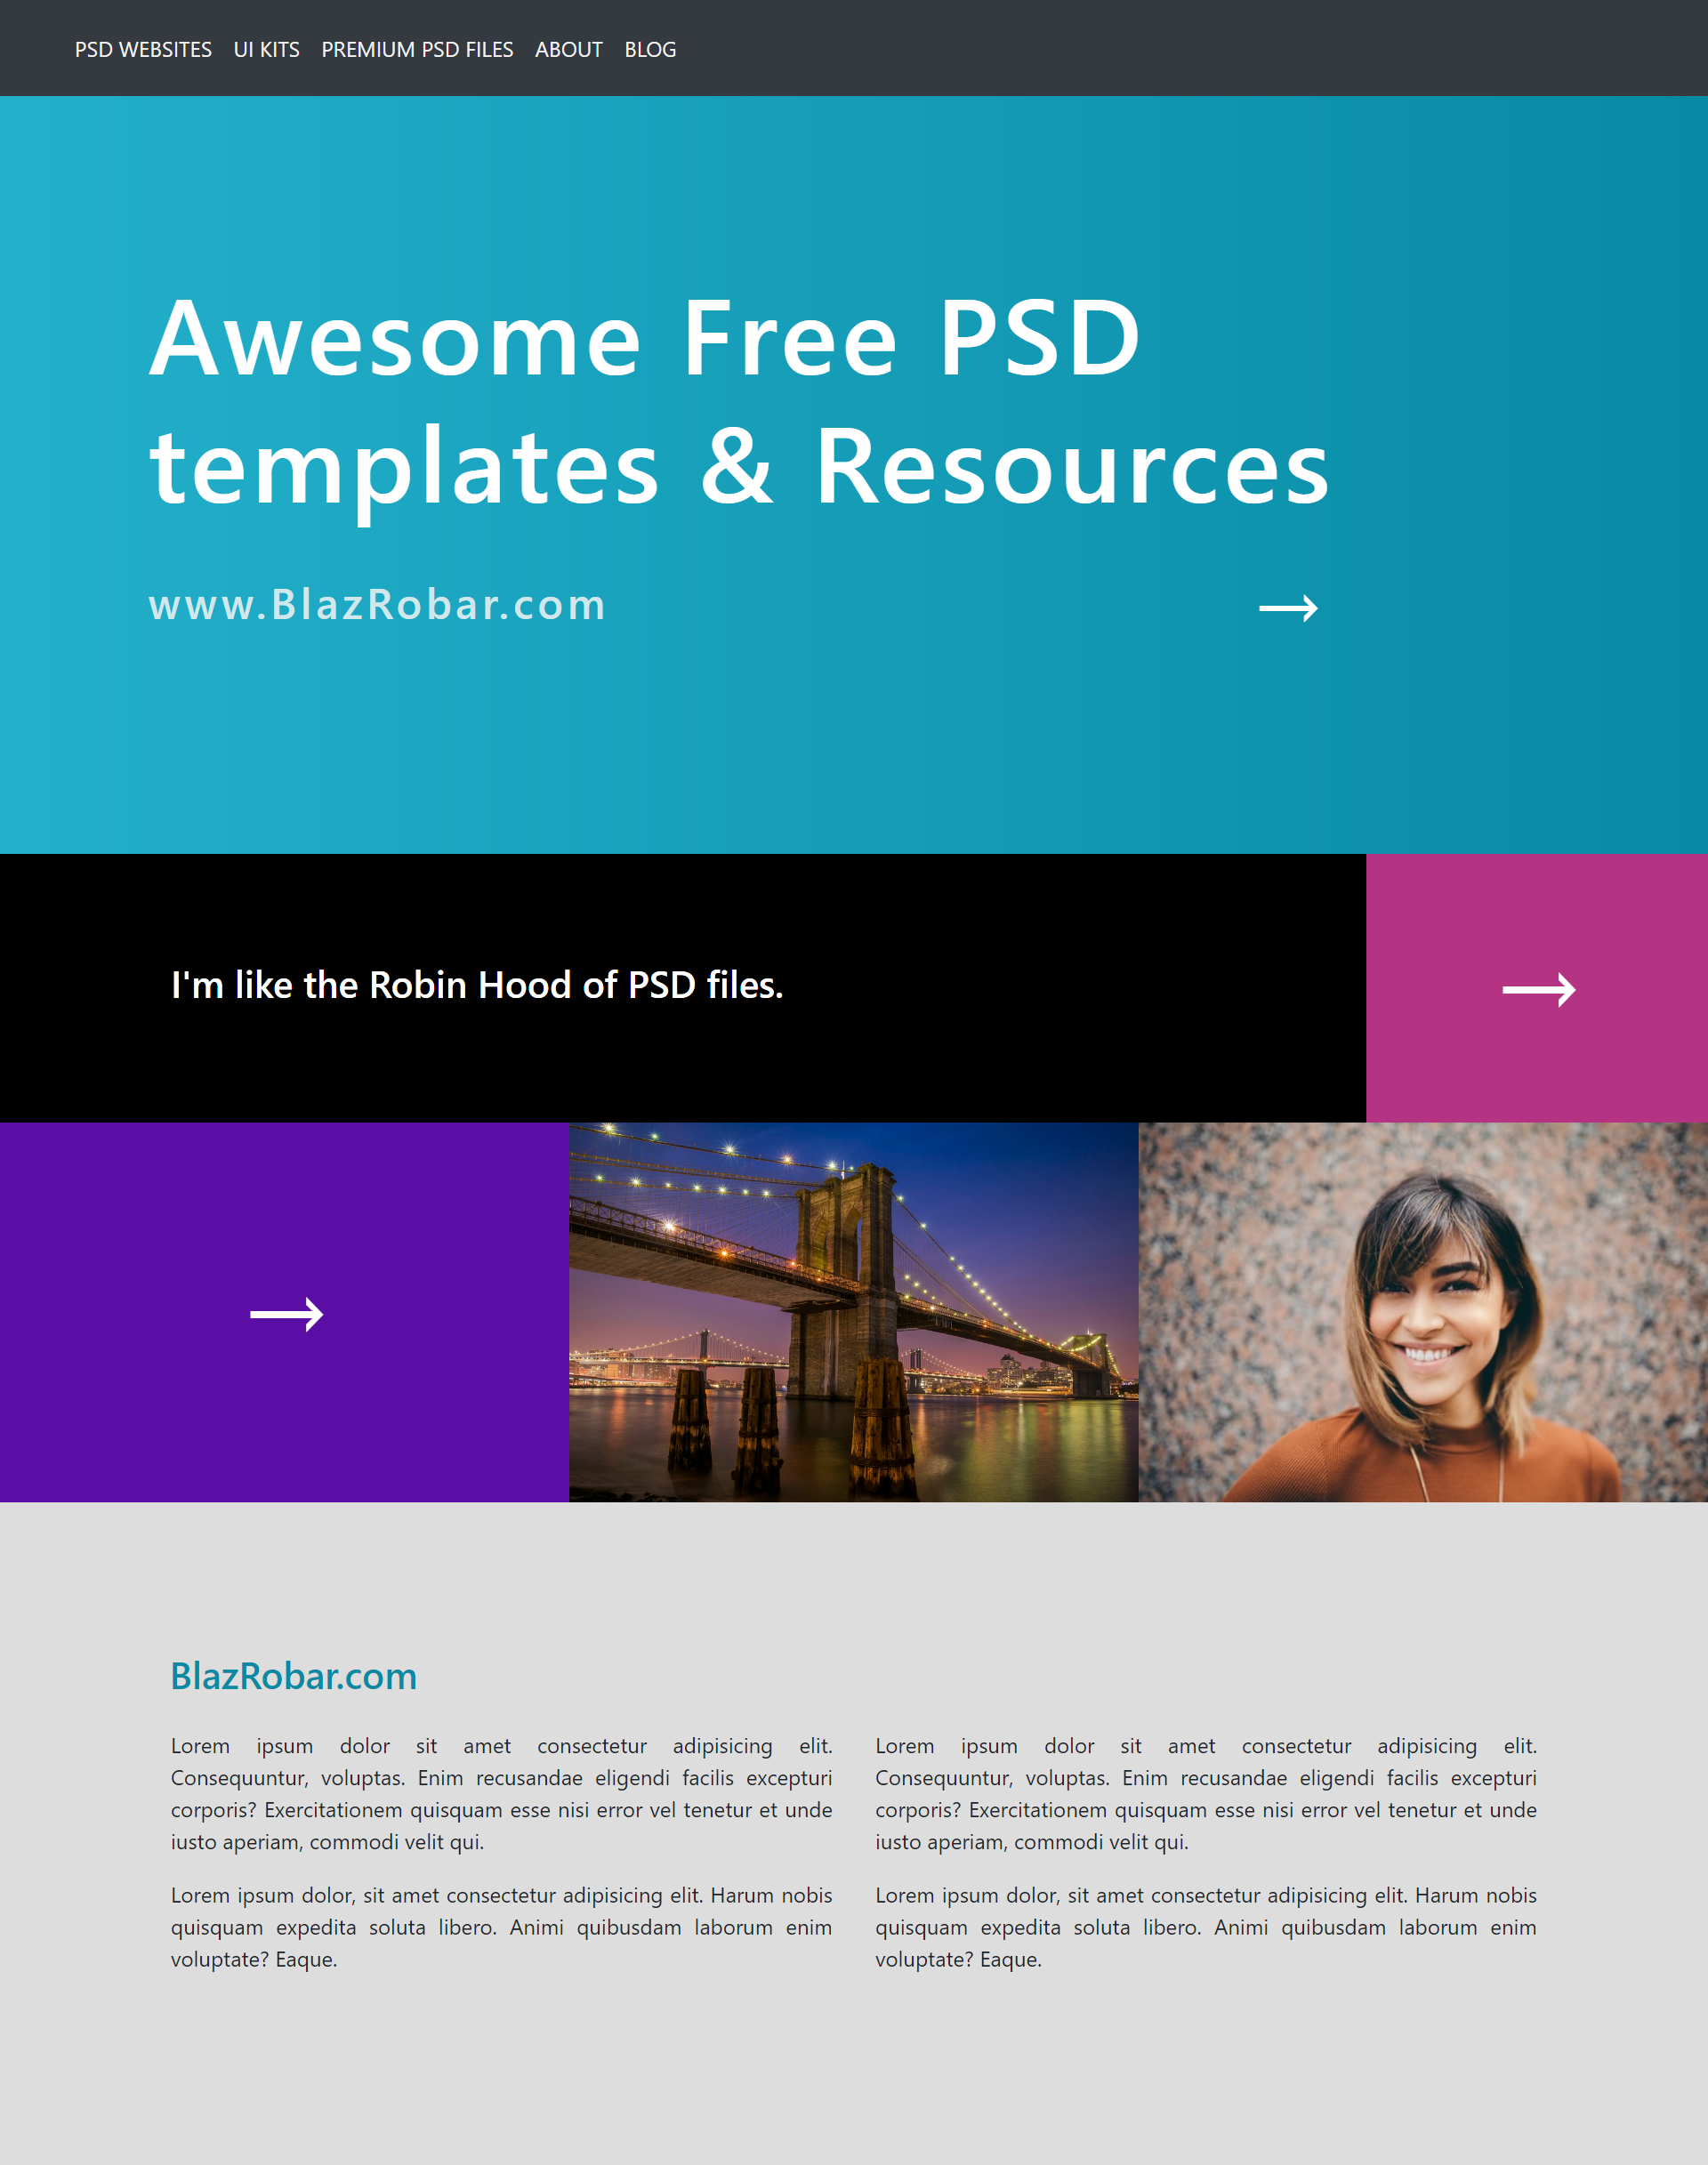 PSD WEBSITES UI KITS PREMIUM PSD FILES ABOUT BLOG
Awesome Free PSD
templates & Resources
www.BlazRobar.com →
I'm like the Robin Hood of PSD files. →
→
BlazRobar.com
Lorem ipsum dolor sit amet consectetur adipisicing elit.
Consequuntur, voluptas. Enim recusandae eligendi facilis excepturi
corporis? Exercitationem quisquam esse nisi error vel tenetur et unde
iusto aperiam, commodi velit qui.
Lorem ipsum dolor, sit amet consectetur adipisicing elit. Harum nobis
quisquam expedita soluta libero. Animi quibusdam laborum enim
voluptate? Eaque.
Lorem ipsum dolor sit amet consectetur adipisicing elit.
Consequuntur, voluptas. Enim recusandae eligendi facilis excepturi
corporis? Exercitationem quisquam esse nisi error vel tenetur et unde
iusto aperiam, commodi velit qui.
Lorem ipsum dolor, sit amet consectetur adipisicing elit. Harum nobis
quisquam expedita soluta libero. Animi quibusdam laborum enim
voluptate? Eaque.